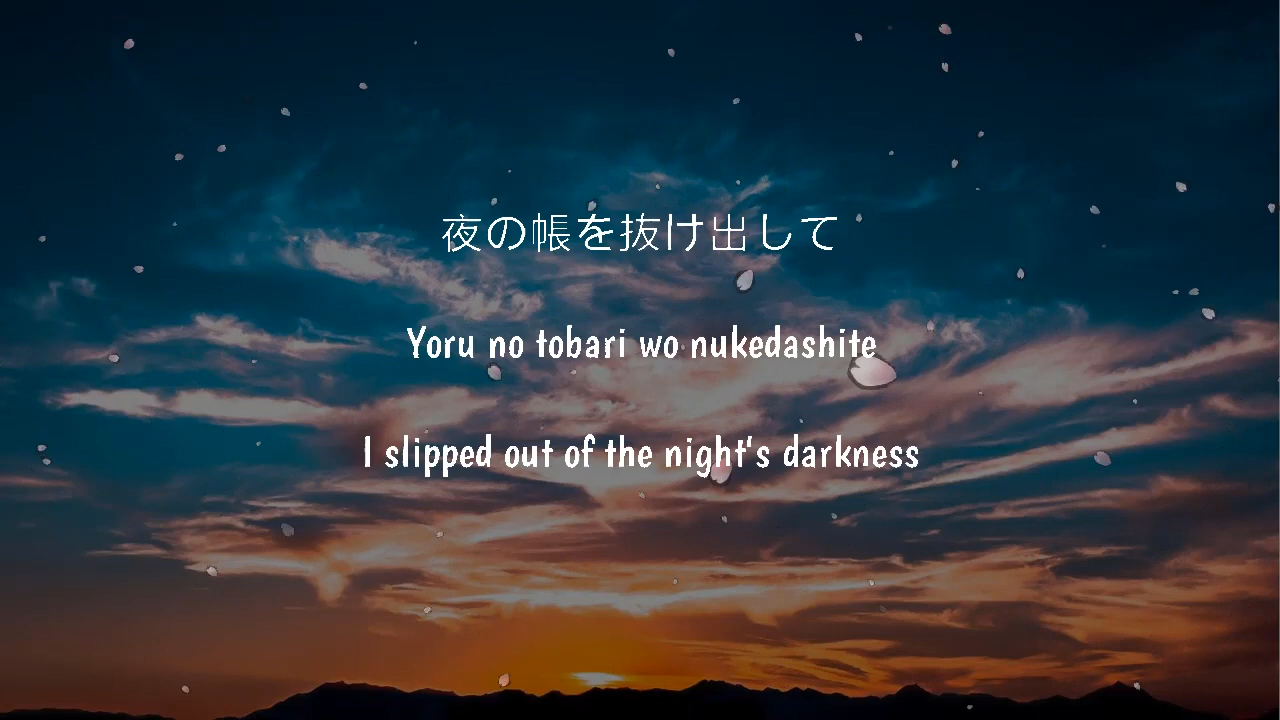 夜の帳を抜け出して
Yoru no tobari wo nukedashite
I slipped out of the night's darkness